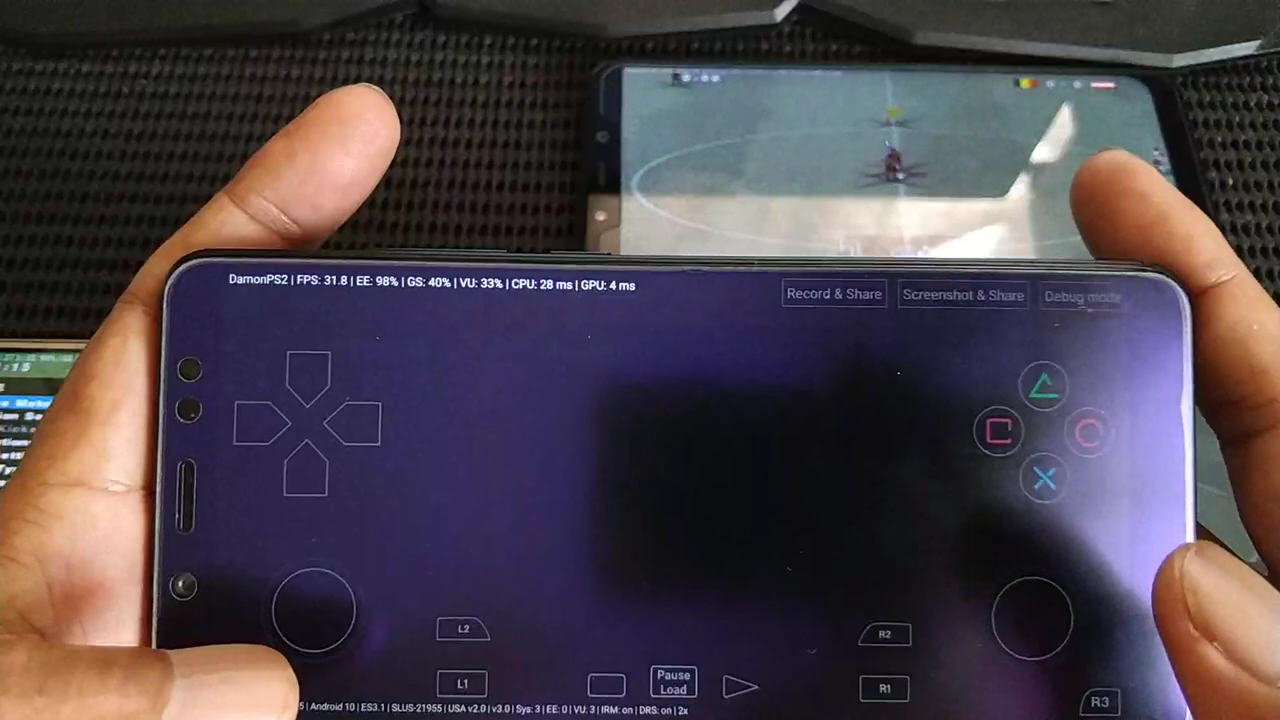 DamonPS2 | FPS: 31.8 | EE: 98% | GS: 40% | VU: 33% | CPU: 28 ms | GPU: 4 ms
Record & Share
Screenshot & Share
Debug mode
L2
R2
L1
Pause
Load
R1
R3
5 | Android 10 | ES3.1 | SLUS-21955 | USA v2.0 | v3.0 | Sys: 3 | EE: 0 | VU: 3 | IRM: on | DRS: on | 2x